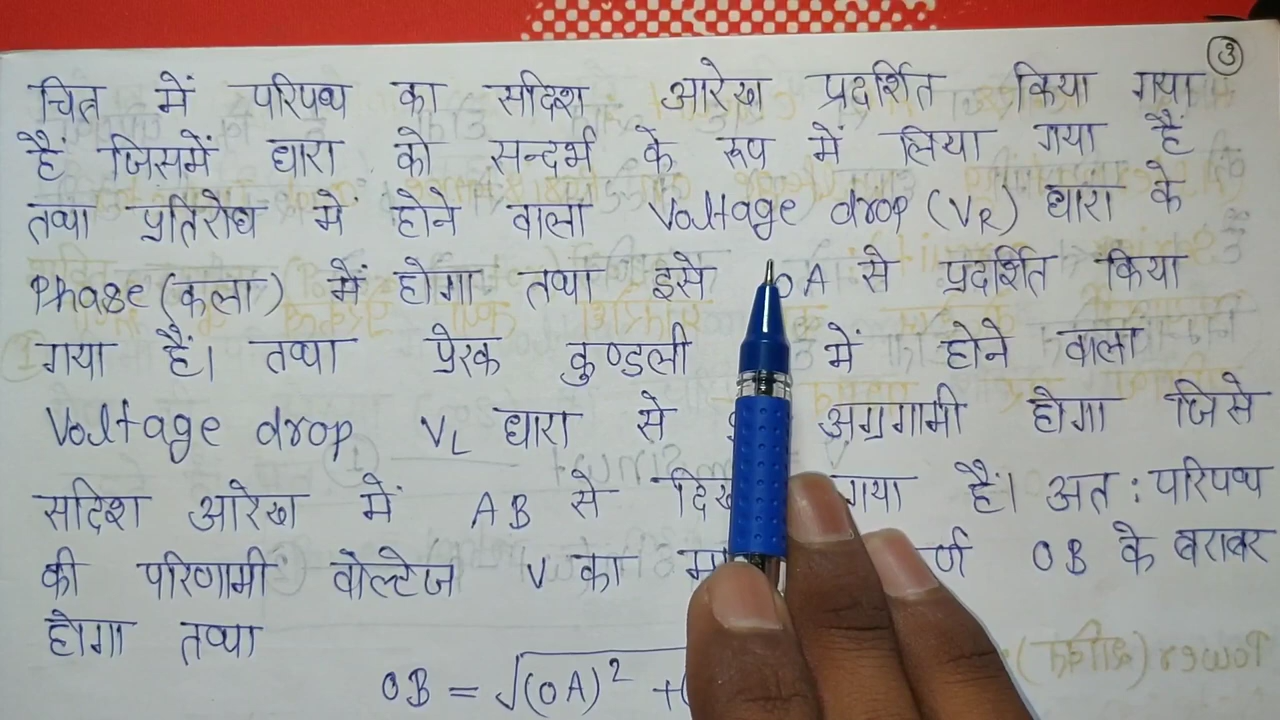 3
चित्र में परिपथ का सदिश आरेख प्रदर्शित किया गया
हैं जिसमें धारा को सन्दर्भ के रूप में लिया गया हैं
तथा प्रतिरोध में होने वाला Voltage drop (VR) धारा के
Phase (कला) में होगा तथा इसे OA से प्रदर्शित किया
गया हैं। तथा प्रेरक कुण्डली में होने वाला
Voltage drop VL धारा से अग्रगामी होगा जिसे
सदिश आरेख में AB से गया हैं। अत: परिपथ
की परिणामी वोल्टेज V का OB के बराबर
होगा तथा
OB = √(OA)² +(